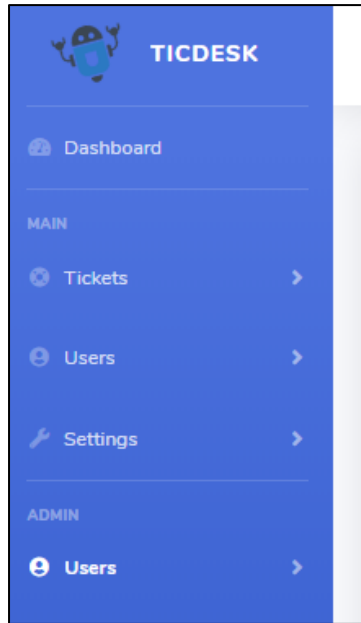 TICDESK
Dashboard
MAIN
Tickets
Users
Settings
ADMIN
Users